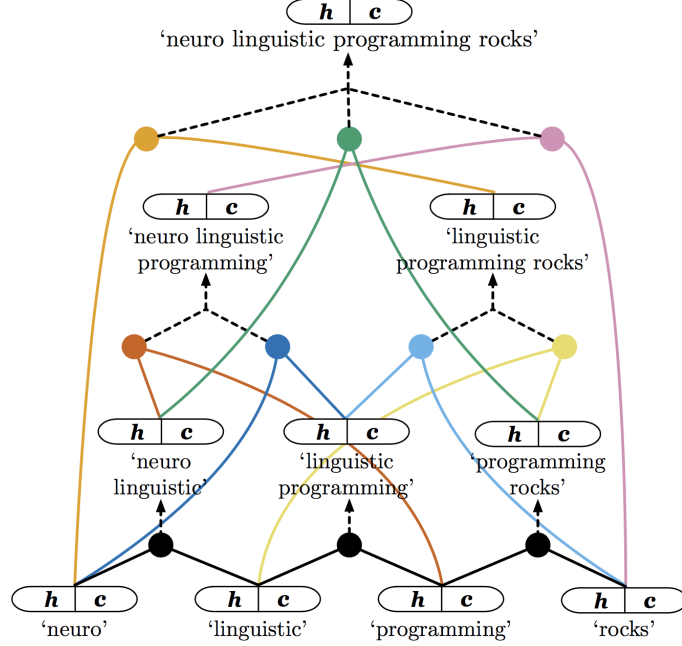 h c
‘neuro linguistic programming rocks’
h c
h c
‘neuro linguistic
programming’
‘linguistic
programming rocks’
h c
h c
h c
‘neuro
linguistic’
‘linguistic
programming’
‘programming
rocks’
h c
h c
h c
h c
‘neuro’
‘linguistic’
‘programming’
‘rocks’